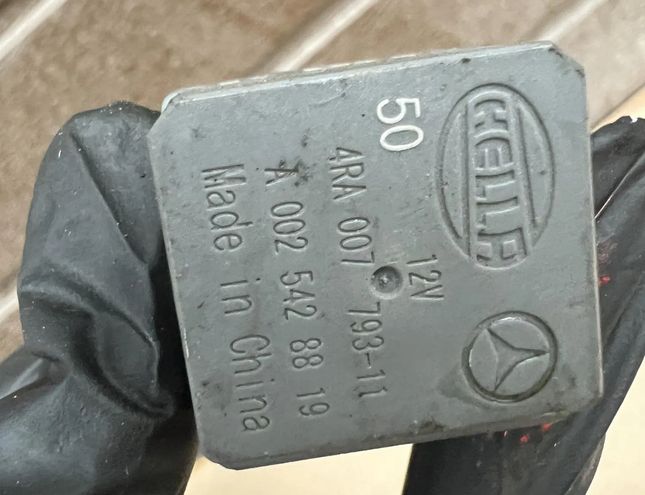 HELLA
50
12V
4RA 007 793-11
A 002 542 88 19
Made in China